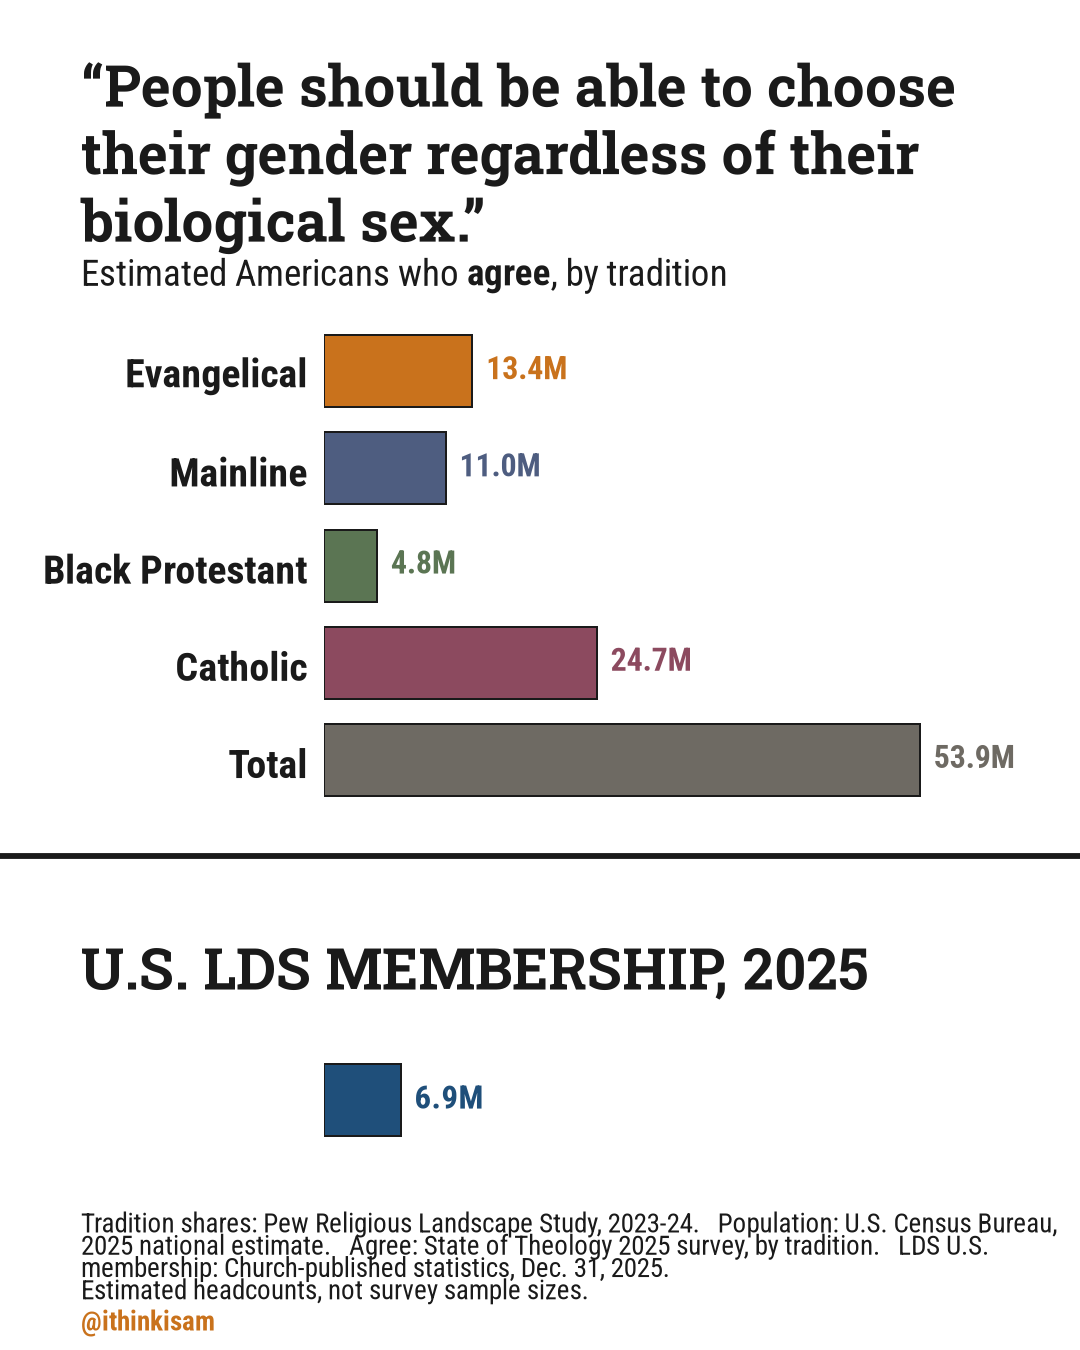 “People should be able to choose
their gender regardless of their
biological sex.”
Estimated Americans who agree, by tradition
Evangelical 13.4M
Mainline 11.0M
Black Protestant 4.8M
Catholic 24.7M
Total 53.9M
U.S. LDS MEMBERSHIP, 2025
6.9M
Tradition shares: Pew Religious Landscape Study, 2023-24. Population: U.S. Census Bureau,
2025 national estimate. Agree: State of Theology 2025 survey, by tradition. LDS U.S.
membership: Church-published statistics, Dec. 31, 2025.
Estimated headcounts, not survey sample sizes.
@ithinkisam